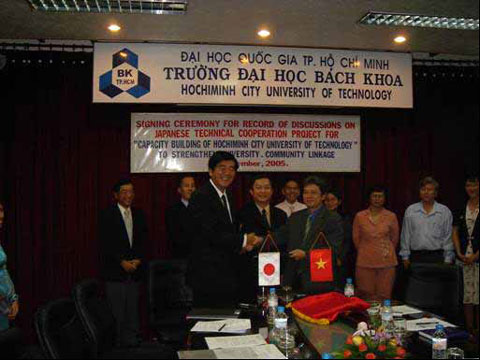 BK
TP.HCM
ĐẠI HỌC QUỐC GIA TP. HỒ CHÍ MINH
TRƯỜNG ĐẠI HỌC BÁCH KHOA
HOCHIMINH CITY UNIVERSITY OF TECHNOLOGY
SIGNING CEREMONY FOR RECORD OF DISCUSSIONS ON
JAPANESE TECHNICAL COOPERATION PROJECT FOR
"CAPACITY BUILDING OF HOCHIMINH CITY UNIVERSITY OF TECHNOLOGY"
TO STRENGTHEN UNIVERSITY - COMMUNITY LINKAGE
2005.